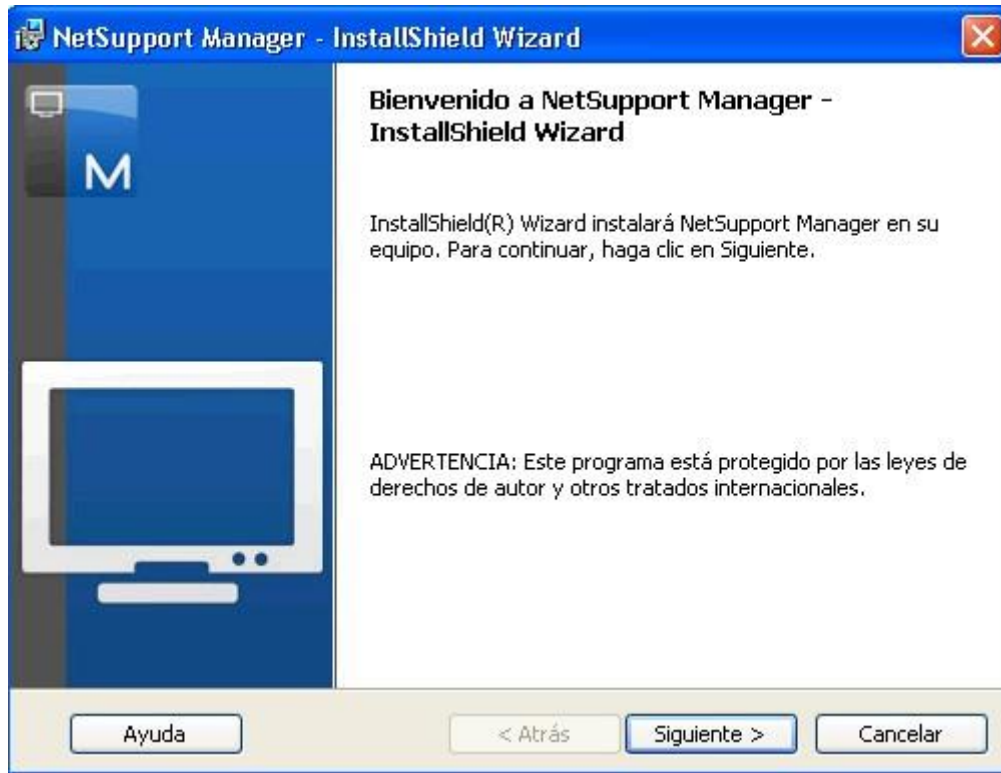 NetSupport Manager - InstallShield Wizard
M
Bienvenido a NetSupport Manager -
InstallShield Wizard
InstallShield(R) Wizard instalará NetSupport Manager en su
equipo. Para continuar, haga clic en Siguiente.
ADVERTENCIA: Este programa está protegido por las leyes de
derechos de autor y otros tratados internacionales.
Ayuda
< Atrás
Siguiente >
Cancelar